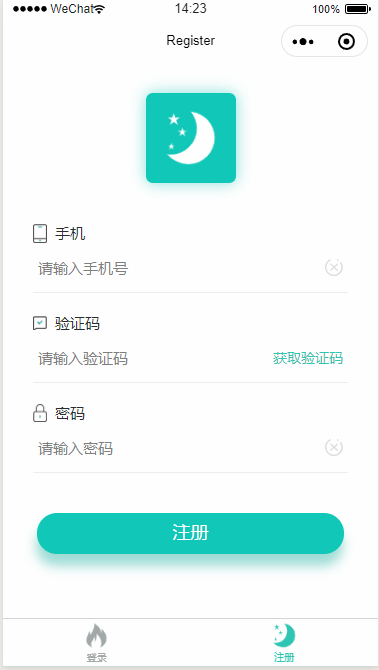 WeChat
14:23
100%
Register
手机
请输入手机号
验证码
请输入验证码
获取验证码
密码
请输入密码
注册
登录
注册